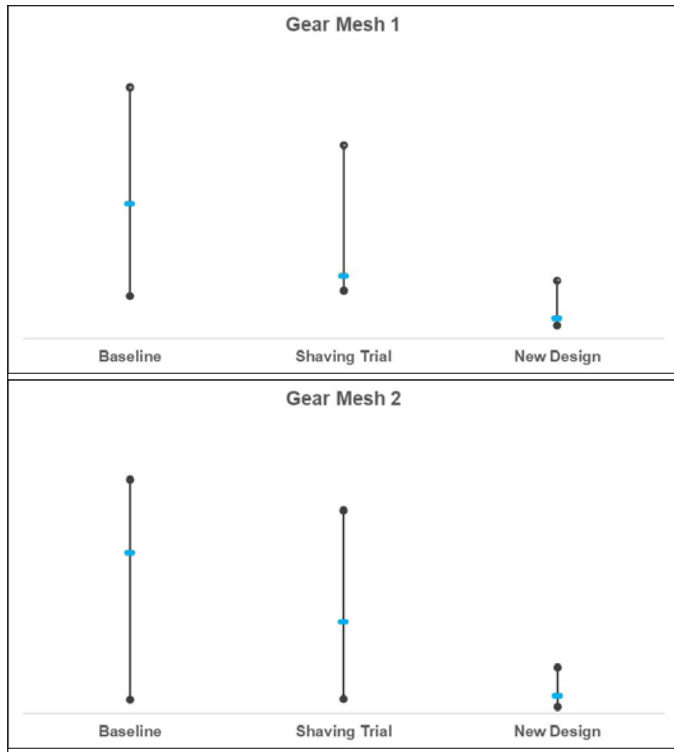 Gear Mesh 1
Baseline
Shaving Trial
New Design
Gear Mesh 2
Baseline
Shaving Trial
New Design